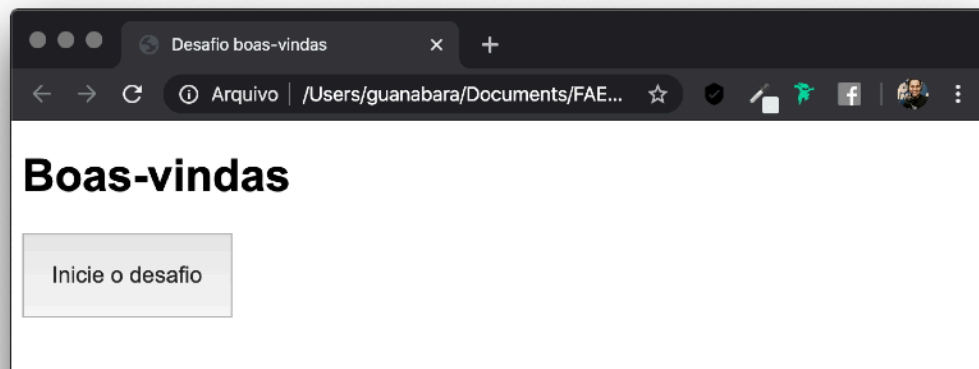 Desafio boas-vindas
Arquivo | /Users/guanabara/Documents/FAE...
Boas-vindas
Inicie o desafio